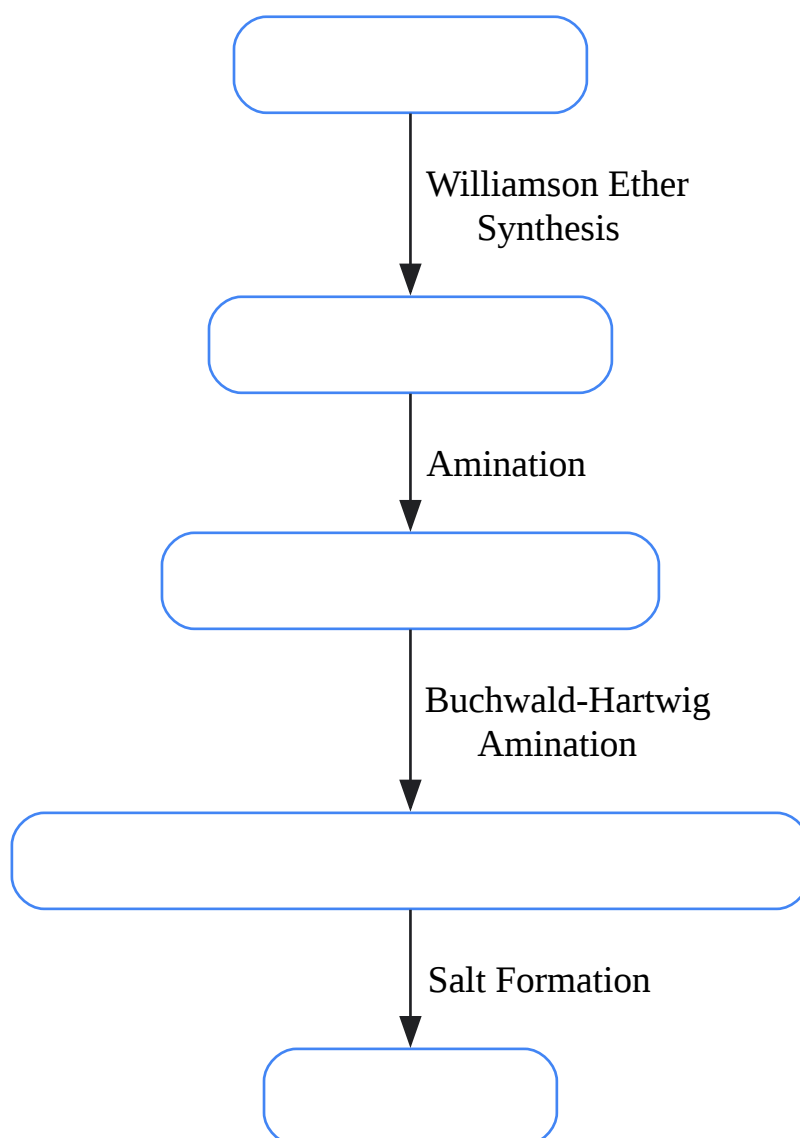 Williamson Ether
Synthesis
Amination
Buchwald-Hartwig
Amination
Salt Formation